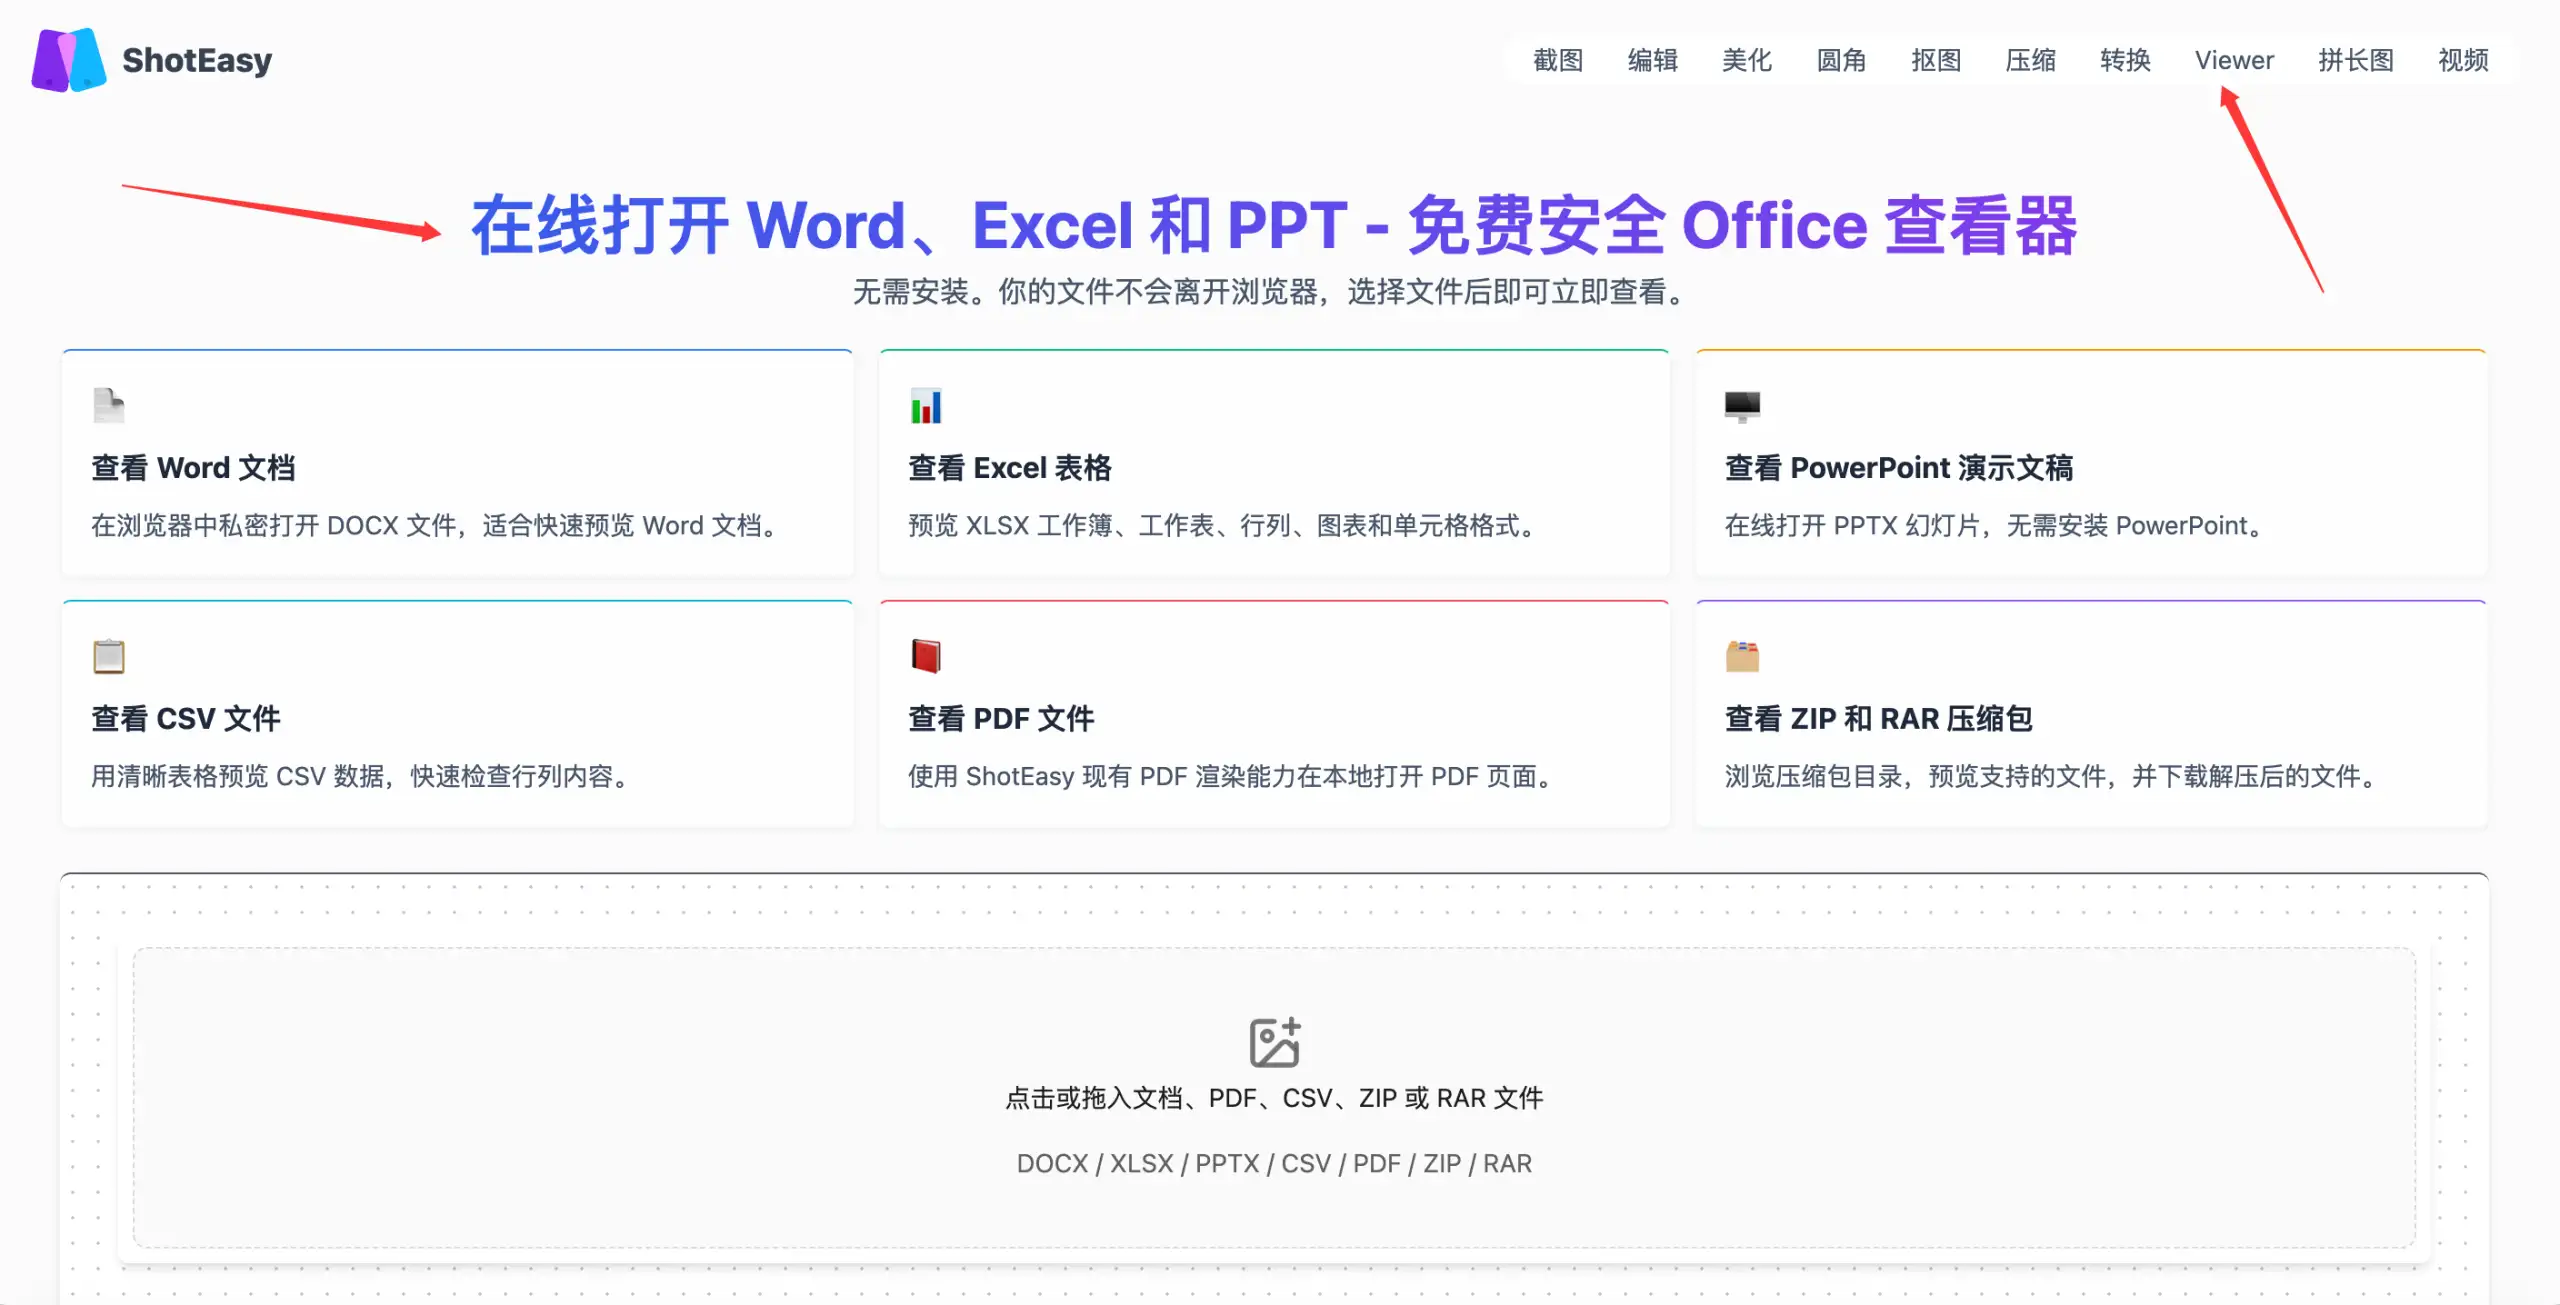 ShotEasy
截图 编辑 美化 圆角 抠图 压缩 转换 Viewer 拼长图 视频
在线打开 Word、Excel 和 PPT - 免费安全 Office 查看器
无需安装。你的文件不会离开浏览器，选择文件后即可立即查看。
查看 Word 文档
在浏览器中私密打开 DOCX 文件，适合快速预览 Word 文档。
查看 Excel 表格
预览 XLSX 工作簿、工作表、行列、图表和单元格格式。
查看 PowerPoint 演示文稿
在线打开 PPTX 幻灯片，无需安装 PowerPoint。
查看 CSV 文件
用清晰表格预览 CSV 数据，快速检查行列内容。
查看 PDF 文件
使用 ShotEasy 现有 PDF 渲染能力在本地打开 PDF 页面。
查看 ZIP 和 RAR 压缩包
浏览压缩包目录，预览支持的文件，并下载解压后的文件。
点击或拖入文档、PDF、CSV、ZIP 或 RAR 文件
DOCX / XLSX / PPTX / CSV / PDF / ZIP / RAR